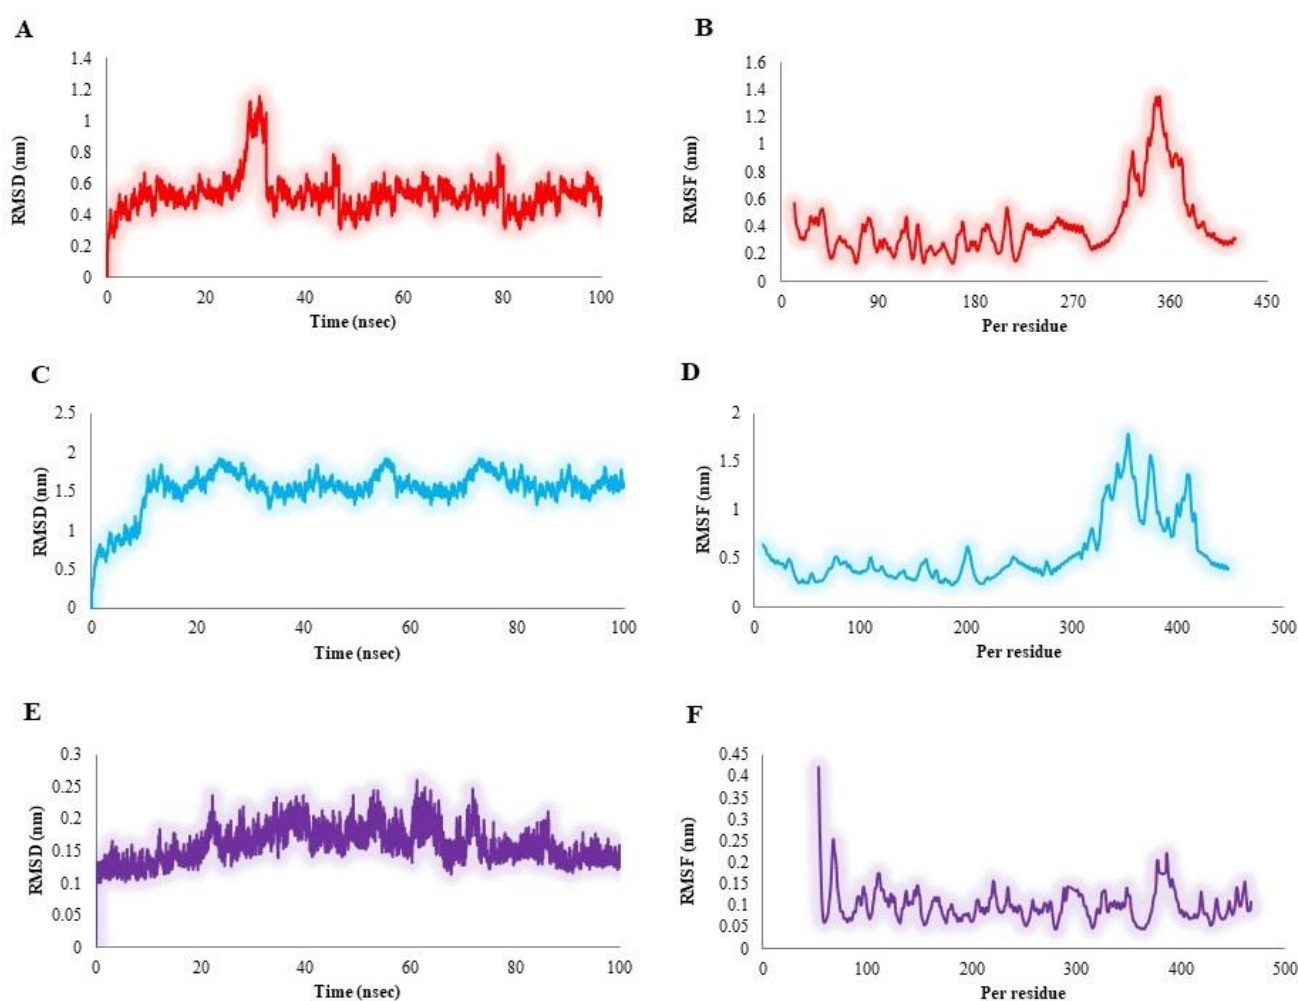 A
RMSD (nm)
1.4
1.2
1
0.8
0.6
0.4
0.2
0
0 20 40 60 80 100
Time (nsec)
B
RMSF (nm)
1.6
1.4
1.2
1
0.8
0.6
0.4
0.2
0
0 90 180 270 360 450
Per residue
C
RMSD (nm)
2.5
2
1.5
1
0.5
0
0 20 40 60 80 100
Time (nsec)
D
RMSF (nm)
2
1.5
1
0.5
0
0 100 200 300 400 500
Per residue
E
RMSD (nm)
0.3
0.25
0.2
0.15
0.1
0.05
0
0 20 40 60 80 100
Time (nsec)
F
RMSF (nm)
0.45
0.4
0.35
0.3
0.25
0.2
0.15
0.1
0.05
0
0 100 200 300 400 500
Per residue